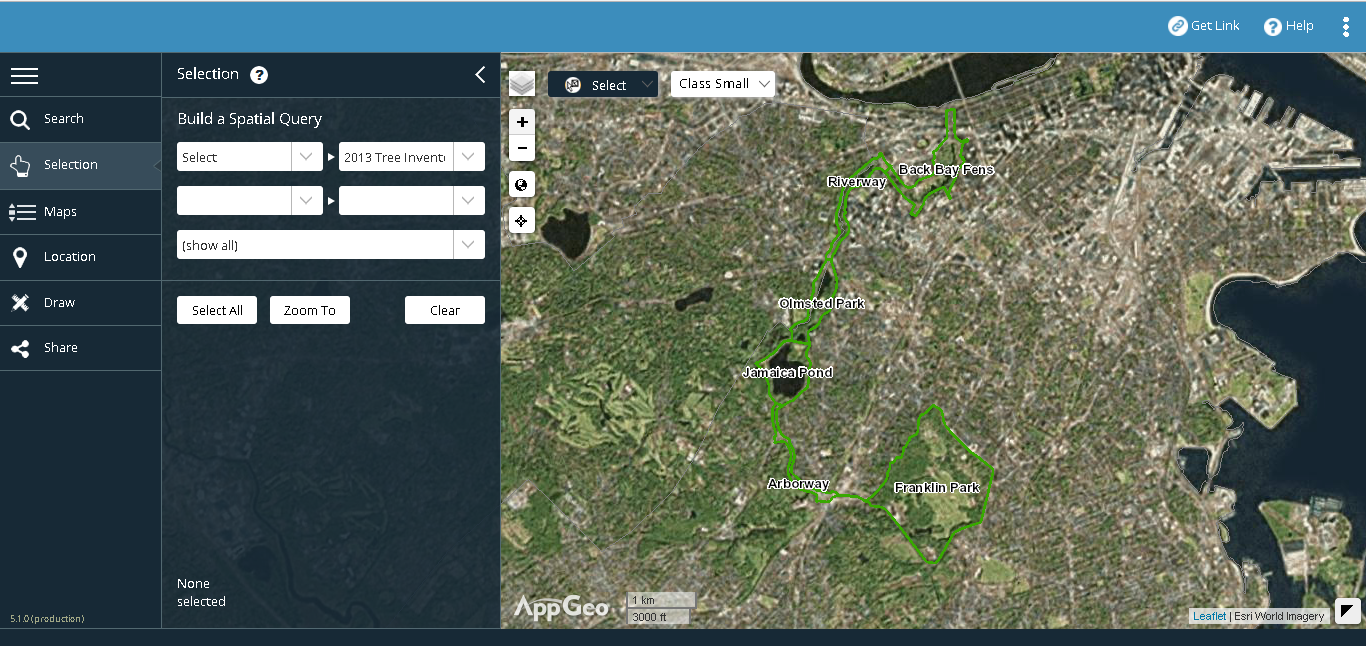 Get Link
Help
Search
Selection
Maps
Location
Draw
Share
5.1.0 (production)
Selection ?
Build a Spatial Query
Select
2013 Tree Invent
(show all)
Select All
Zoom To
Clear
None
selected
Select
Class Small
+
−
Back Bay Fens
Riverway
Olmsted Park
Jamaica Pond
Arborway
Franklin Park
AppGeo
1 km
3000 ft
Leaflet | Esri World Imagery